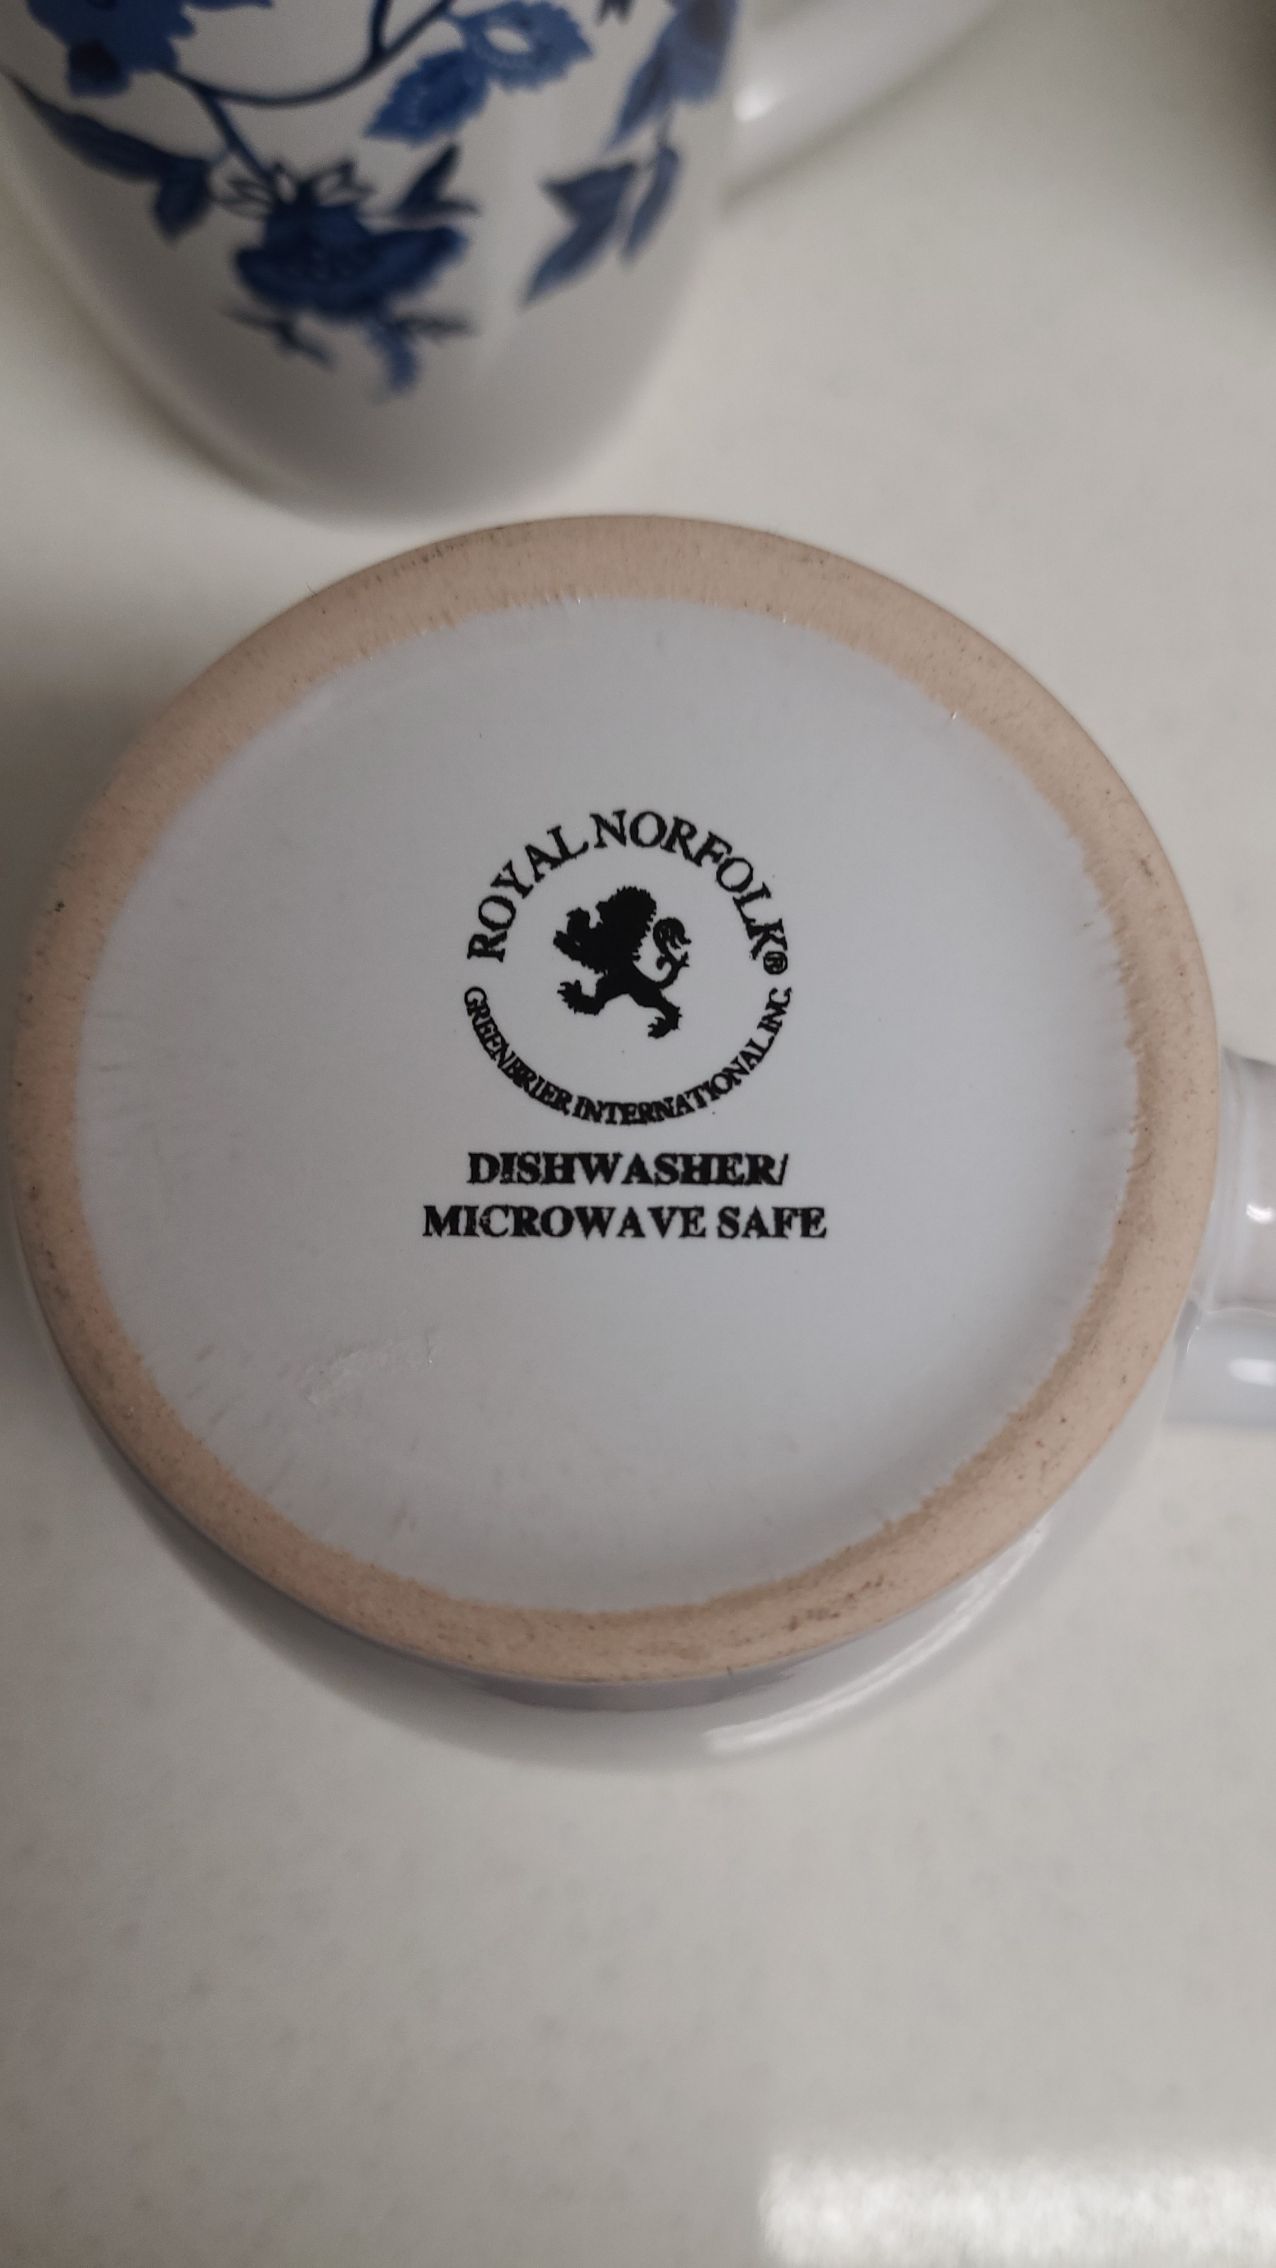 ROYAL NORFOLK®
GREENBRIER INTERNATIONAL, INC.
DISHWASHER/
MICROWAVE SAFE